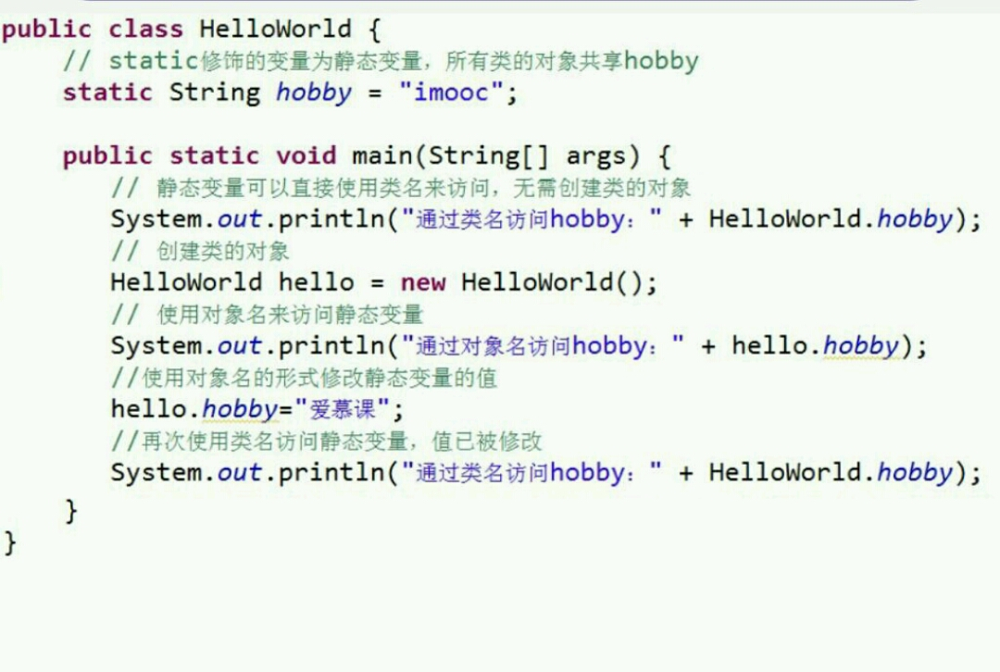 public class HelloWorld {
    // static修饰的变量为静态变量，所有类的对象共享hobby
    static String hobby = "imooc";

    public static void main(String[] args) {
        // 静态变量可以直接使用类名来访问，无需创建类的对象
        System.out.println("通过类名访问hobby：" + HelloWorld.hobby);
        // 创建类的对象
        HelloWorld hello = new HelloWorld();
        // 使用对象名来访问静态变量
        System.out.println("通过对象名访问hobby：" + hello.hobby);
        //使用对象名的形式修改静态变量的值
        hello.hobby="爱慕课";
        //再次使用类名访问静态变量，值已被修改
        System.out.println("通过类名访问hobby：" + HelloWorld.hobby);
    }
}